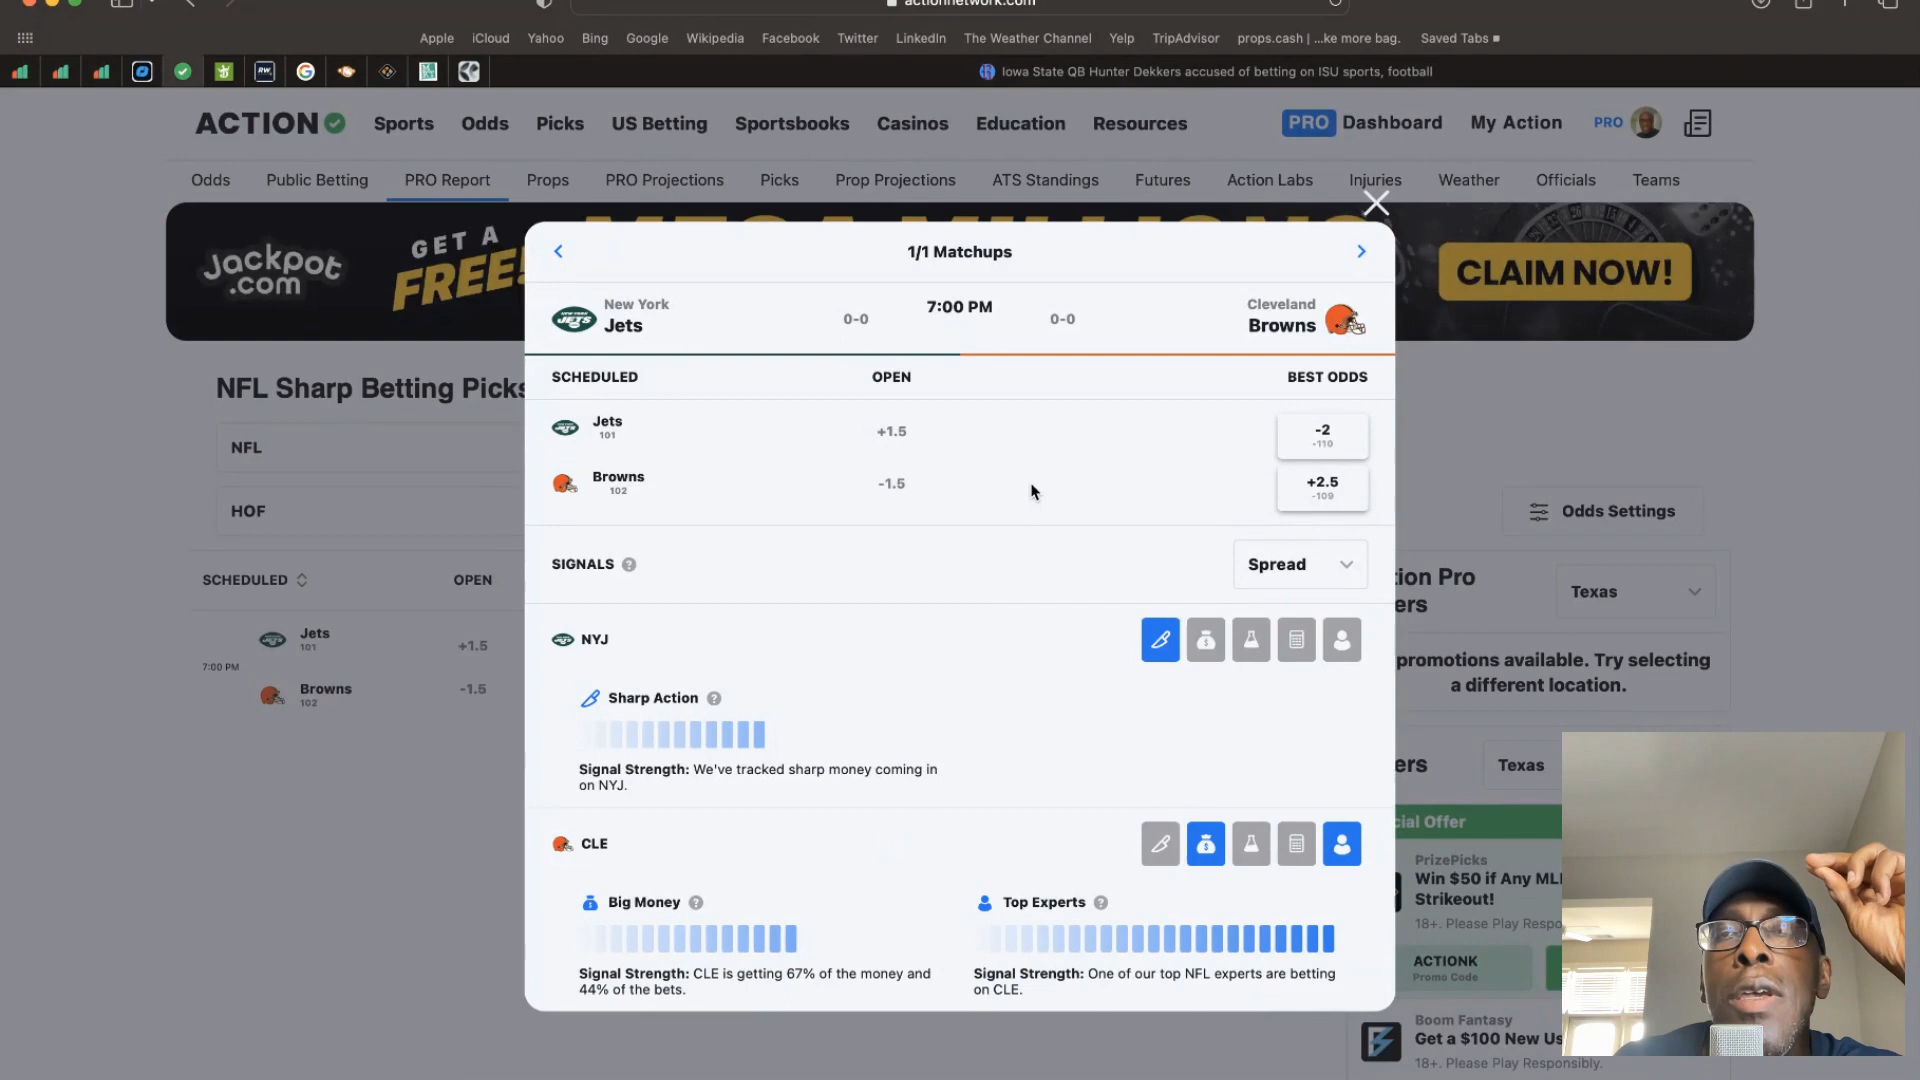 actionnetwork.com
Apple iCloud Yahoo Bing Google Wikipedia Facebook Twitter LinkedIn The Weather Channel Yelp TripAdvisor props.cash | ...ke more bag. Saved Tabs
RW Iowa State QB Hunter Dekkers accused of betting on ISU sports, football
ACTION Sports Odds Picks US Betting Sportsbooks Casinos Education Resources PRO Dashboard My Action PRO
Odds Public Betting PRO Report Props PRO Projections Picks Prop Projections ATS Standings Futures Action Labs Injuries Weather Officials Teams
Jackpot.com GET A FREE! CLAIM NOW!
1/1 Matchups
New York Jets 0-0 7:00 PM 0-0 Cleveland Browns
SCHEDULED OPEN BEST ODDS
Jets 101 +1.5 -2 -110
Browns 102 -1.5 +2.5 -109
SIGNALS ? Spread
NYJ
Sharp Action ?
Signal Strength: We've tracked sharp money coming in
on NYJ.
CLE
Big Money ? Top Experts ?
Signal Strength: CLE is getting 67% of the money and
44% of the bets.
Signal Strength: One of our top NFL experts are betting
on CLE.
NFL Sharp Betting Picks
NFL
HOF
SCHEDULED OPEN
7:00 PM
Jets 101 +1.5
Browns 102 -1.5
Odds Settings
ion Pro
ers
Texas
promotions available. Try selecting
a different location.
ers Texas
cial Offer
PrizePicks
Win $50 if Any ML
Strikeout!
18+. Please Play Respo
ACTIONK
Promo Code
Boom Fantasy
Get a $100 New Us
18+. Please Play Responsibly.